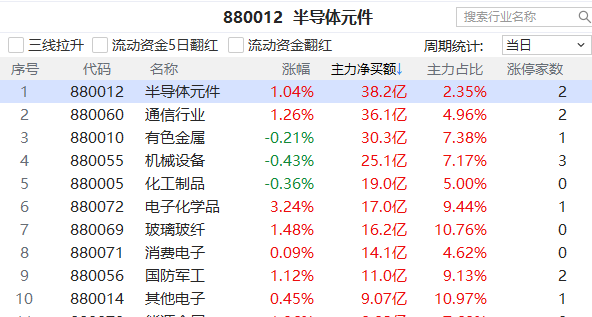 880012 半导体元件 搜索行业名称
三线拉升 流动资金5日翻红 流动资金翻红 周期统计: 当日
序号 代码 名称 涨幅 主力净买额↓ 主力占比 涨停家数
1 880012 半导体元件 1.04% 38.2亿 2.35% 2
2 880060 通信行业 1.26% 36.1亿 4.96% 2
3 880010 有色金属 -0.21% 30.3亿 7.38% 1
4 880055 机械设备 -0.43% 25.1亿 7.17% 3
5 880005 化工制品 -0.36% 19.0亿 5.00% 0
6 880072 电子化学品 3.24% 17.0亿 9.44% 1
7 880069 玻璃玻纤 1.48% 16.2亿 10.76% 0
8 880071 消费电子 0.09% 14.1亿 4.62% 0
9 880056 国防军工 1.12% 11.0亿 9.13% 2
10 880014 其他电子 0.45% 9.07亿 10.97% 1